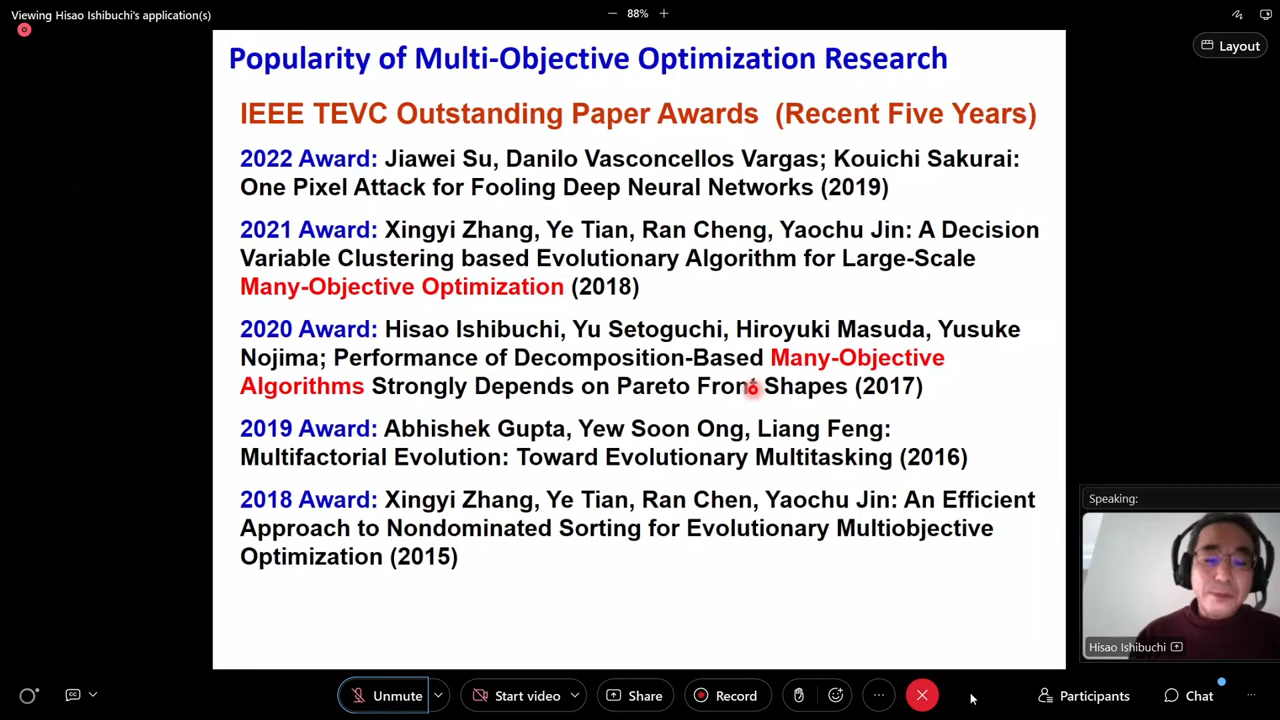 Viewing Hisao Ishibuchi's application(s)
88%
Layout
Popularity of Multi-Objective Optimization Research
IEEE TEVC Outstanding Paper Awards (Recent Five Years)
2022 Award: Jiawei Su, Danilo Vasconcellos Vargas; Kouichi Sakurai:
One Pixel Attack for Fooling Deep Neural Networks (2019)
2021 Award: Xingyi Zhang, Ye Tian, Ran Cheng, Yaochu Jin: A Decision
Variable Clustering based Evolutionary Algorithm for Large-Scale
Many-Objective Optimization (2018)
2020 Award: Hisao Ishibuchi, Yu Setoguchi, Hiroyuki Masuda, Yusuke
Nojima; Performance of Decomposition-Based Many-Objective
Algorithms Strongly Depends on Pareto Front Shapes (2017)
2019 Award: Abhishek Gupta, Yew Soon Ong, Liang Feng:
Multifactorial Evolution: Toward Evolutionary Multitasking (2016)
2018 Award: Xingyi Zhang, Ye Tian, Ran Chen, Yaochu Jin: An Efficient
Approach to Nondominated Sorting for Evolutionary Multiobjective
Optimization (2015)
Speaking:
Hisao Ishibuchi
CC
Unmute
Start video
Share
Record
Participants
Chat